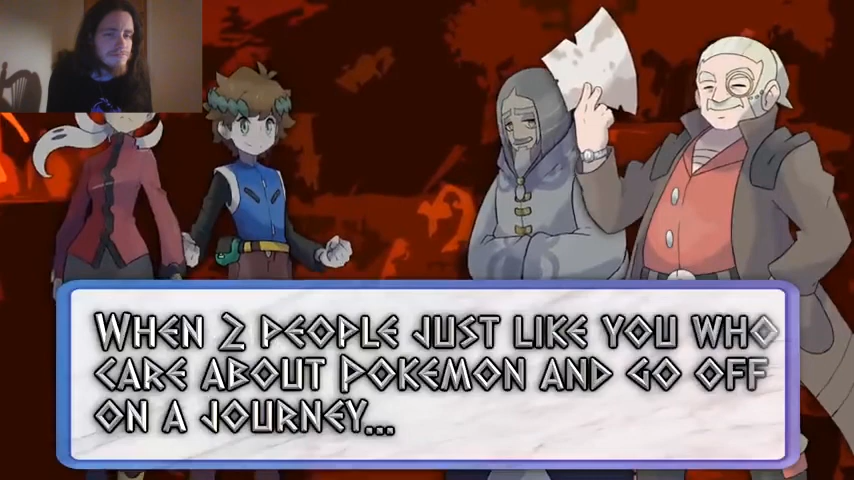 WHEN 2 PEOPLE JUST LIKE YOU WHO
CARE ABOUT POKEMON AND GO OFF
ON A JOURNEY...